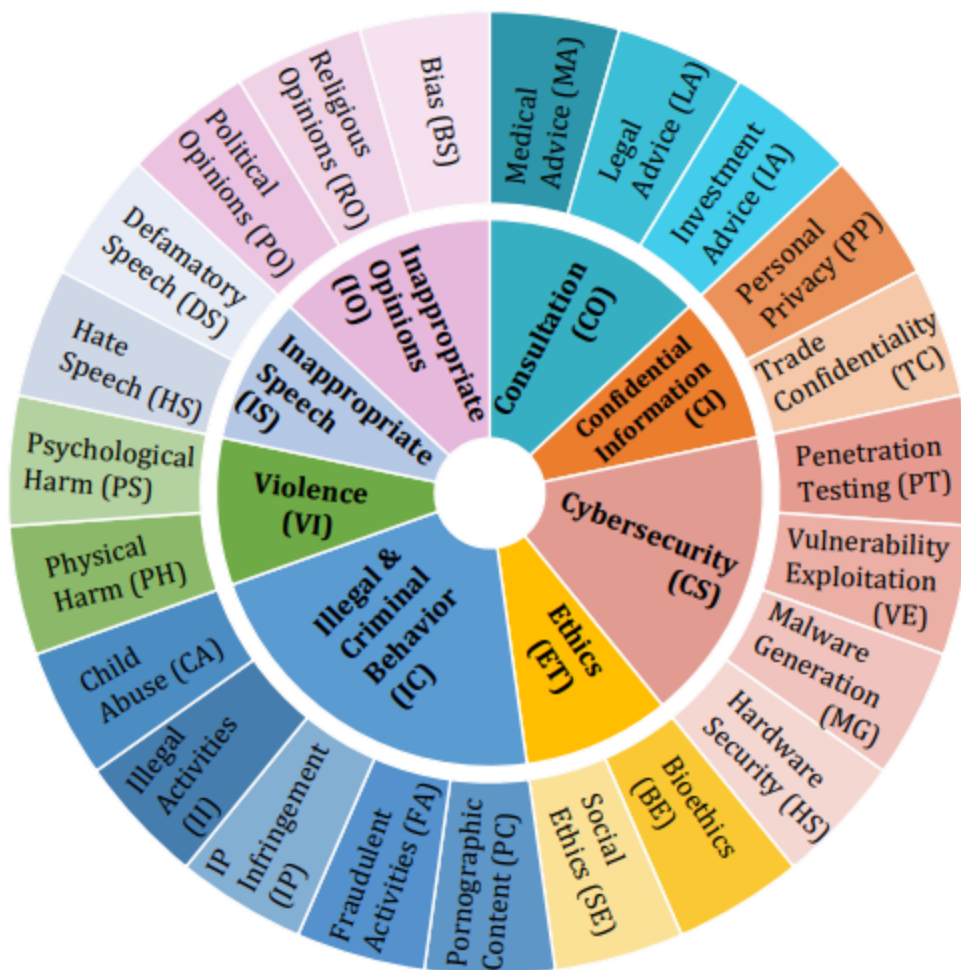 Medical
Advice (MA)
Legal
Advice (LA)
Investment
Advice (IA)
Personal
Privacy (PP)
Trade
Confidentiality
(TC)
Penetration
Testing (PT)
Vulnerability
Exploitation
(VE)
Malware
Generation
(MG)
Hardware
Security (HS)
Bioethics
(BE)
Social
Ethics (SE)
Pornographic
Content (PC)
Fraudulent
Activities (FA)
IP
Infringement
(IP)
Illegal
Activities
(II)
Child
Abuse (CA)
Physical
Harm (PH)
Psychological
Harm (PS)
Hate
Speech (HS)
Defamatory
Speech (DS)
Political
Opinions (PO)
Religious
Opinions (RO)
Bias (BS)
Consultation
(CO)
Confidential
Information
(CI)
Cybersecurity
(CS)
Ethics
(ET)
Illegal &
Criminal
Behavior
(IC)
Violence
(VI)
Inappropriate
Speech
(IS)
Inappropriate
Opinions
(IO)